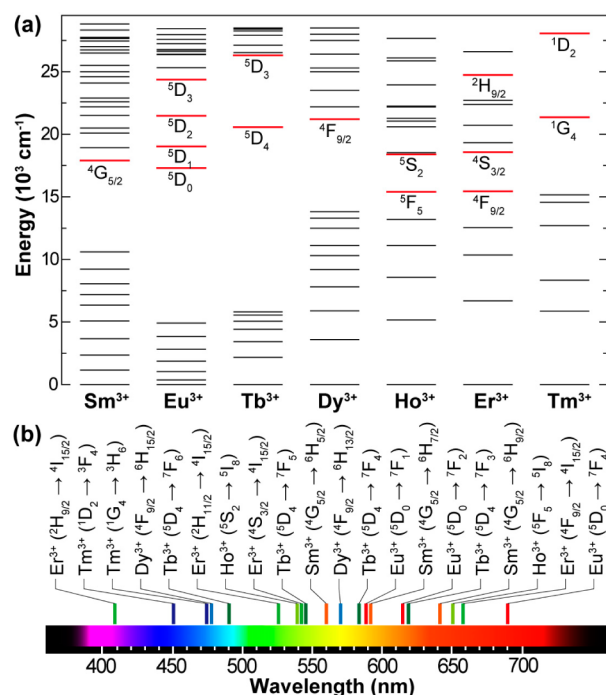 (a)
Energy (10³ cm⁻¹)
25
20
15
10
5
0
⁴G₅/₂
⁵D₃
⁵D₂
⁵D₁
⁵D₀
⁵D₃
⁵D₄
⁴F₉/₂
⁵S₂
⁵F₅
²H₉/₂
⁴S₃/₂
⁴F₉/₂
¹D₂
¹G₄
Sm³⁺ Eu³⁺ Tb³⁺ Dy³⁺ Ho³⁺ Er³⁺ Tm³⁺
(b)
Er³⁺ (²H₉/₂ → ⁴I₁₅/₂)
Tm³⁺ (¹D₂ → ³F₄)
Tm³⁺ (¹G₄ → ³H₆)
Dy³⁺ (⁴F₉/₂ → ⁶H₁₅/₂)
Tb³⁺ (⁵D₄ → ⁷F₆)
Er³⁺ (²H₁₁/₂ → ⁴I₁₅/₂)
Ho³⁺ (⁵S₂ → ⁵I₈)
Er³⁺ (⁴S₃/₂ → ⁴I₁₅/₂)
Tb³⁺ (⁵D₄ → ⁷F₅)
Sm³⁺ (⁴G₅/₂ → ⁶H₅/₂)
Dy³⁺ (⁴F₉/₂ → ⁶H₁₃/₂)
Tb³⁺ (⁵D₄ → ⁷F₄)
Eu³⁺ (⁵D₀ → ⁷F₁)
Sm³⁺ (⁴G₅/₂ → ⁶H₇/₂)
Eu³⁺ (⁵D₀ → ⁷F₂)
Tb³⁺ (⁵D₄ → ⁷F₃)
Sm³⁺ (⁴G₅/₂ → ⁶H₉/₂)
Ho³⁺ (⁵F₅ → ⁵I₈)
Er³⁺ (⁴F₉/₂ → ⁴I₁₅/₂)
Eu³⁺ (⁵D₀ → ⁷F₄)
400 450 500 550 600 650 700
Wavelength (nm)